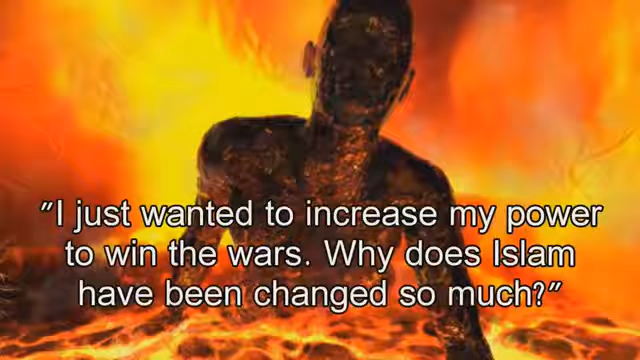 "I just wanted to increase my power
to win the wars. Why does Islam
have been changed so much?"